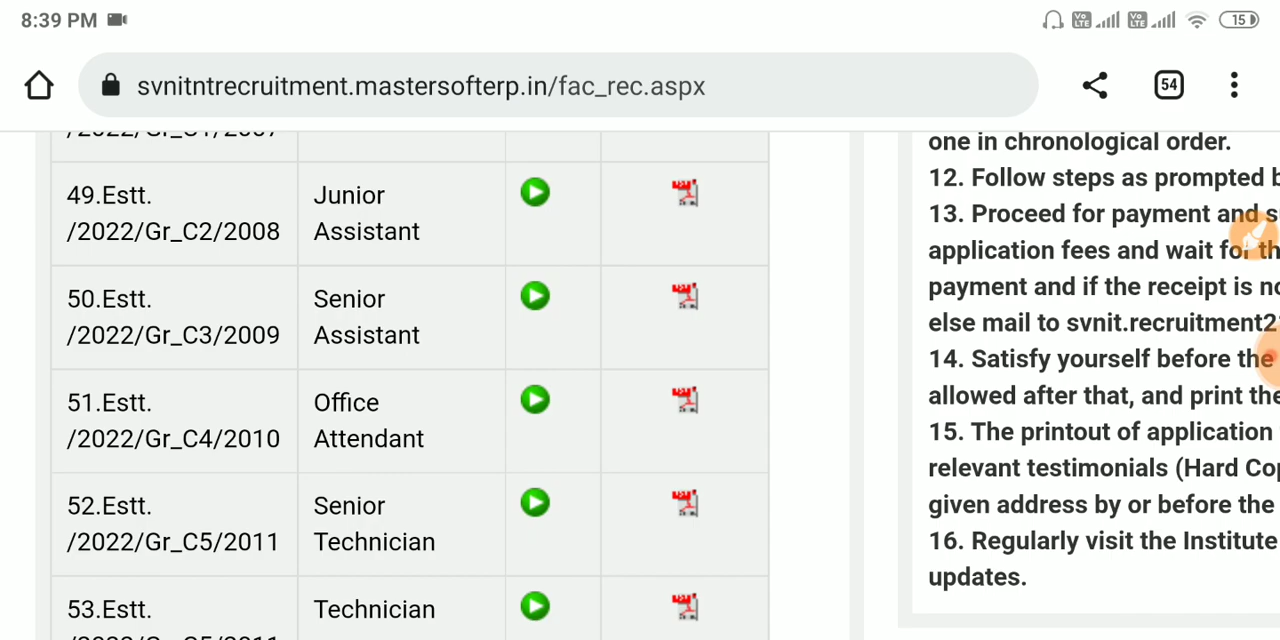 8:39 PM
15
svnitntrecruitment.mastersofterp.in/fac_rec.aspx
54
49.Estt.
/2022/Gr_C2/2008
Junior
Assistant
50.Estt.
/2022/Gr_C3/2009
Senior
Assistant
51.Estt.
/2022/Gr_C4/2010
Office
Attendant
52.Estt.
/2022/Gr_C5/2011
Senior
Technician
53.Estt.
Technician
one in chronological order.
12. Follow steps as prompted
13. Proceed for payment and
application fees and wait for
payment and if the receipt is
else mail to svnit.recruitment2
14. Satisfy yourself before the
allowed after that, and print the
15. The printout of application
relevant testimonials (Hard
given address by or before the
16. Regularly visit the Institute
updates.